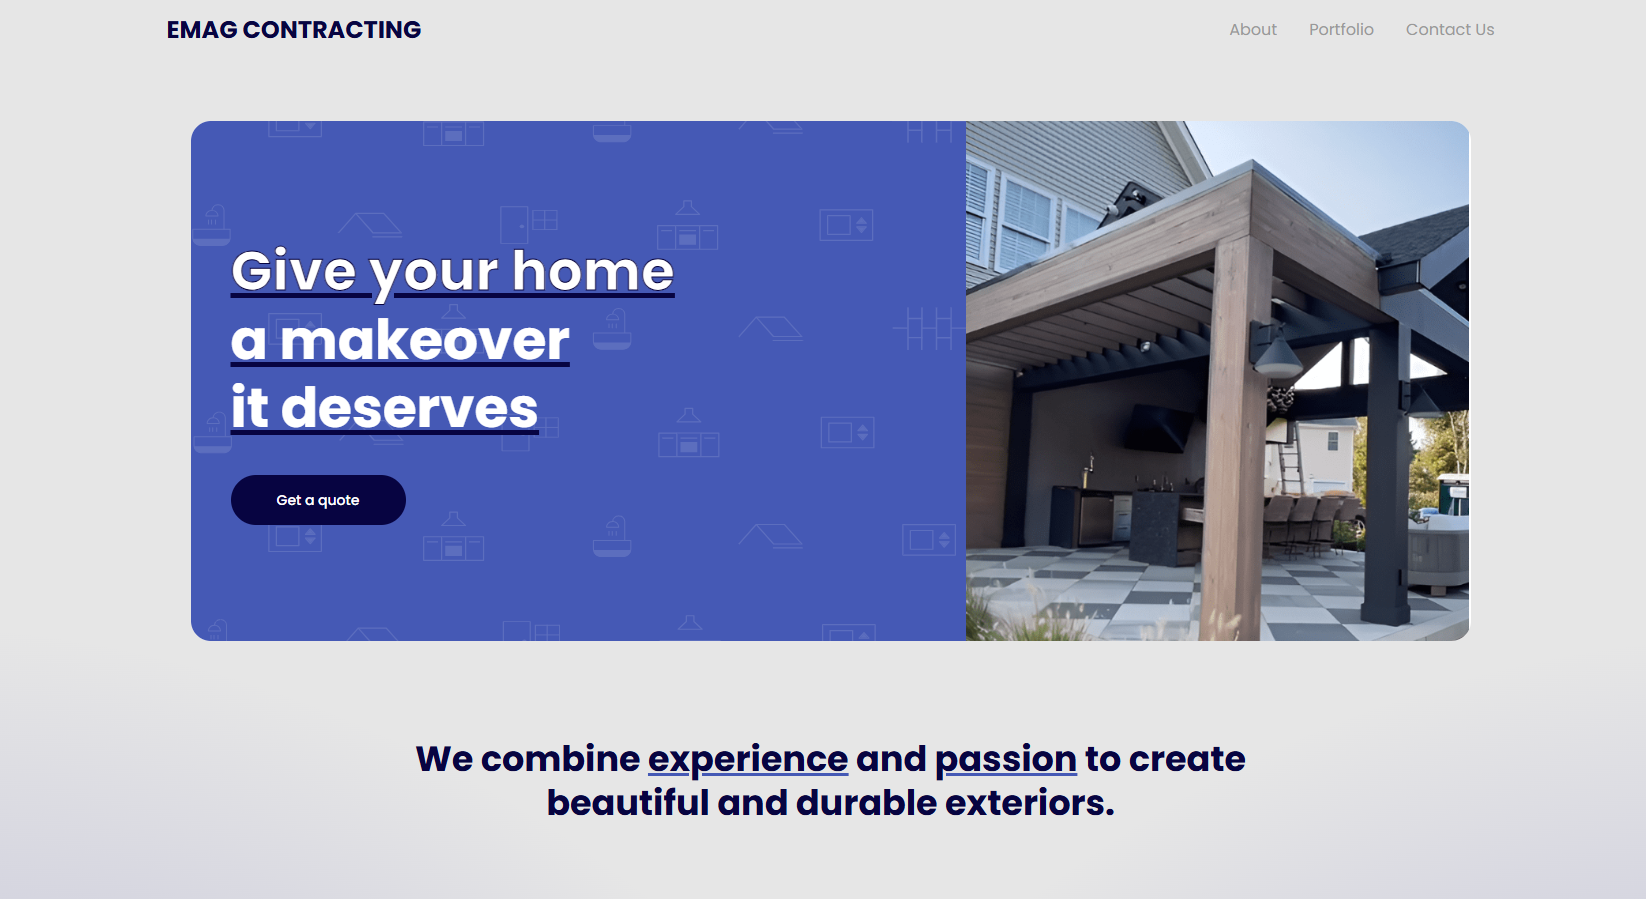 EMAG CONTRACTING
About Portfolio Contact Us
Give your home
a makeover
it deserves
Get a quote
We combine experience and passion to create
beautiful and durable exteriors.